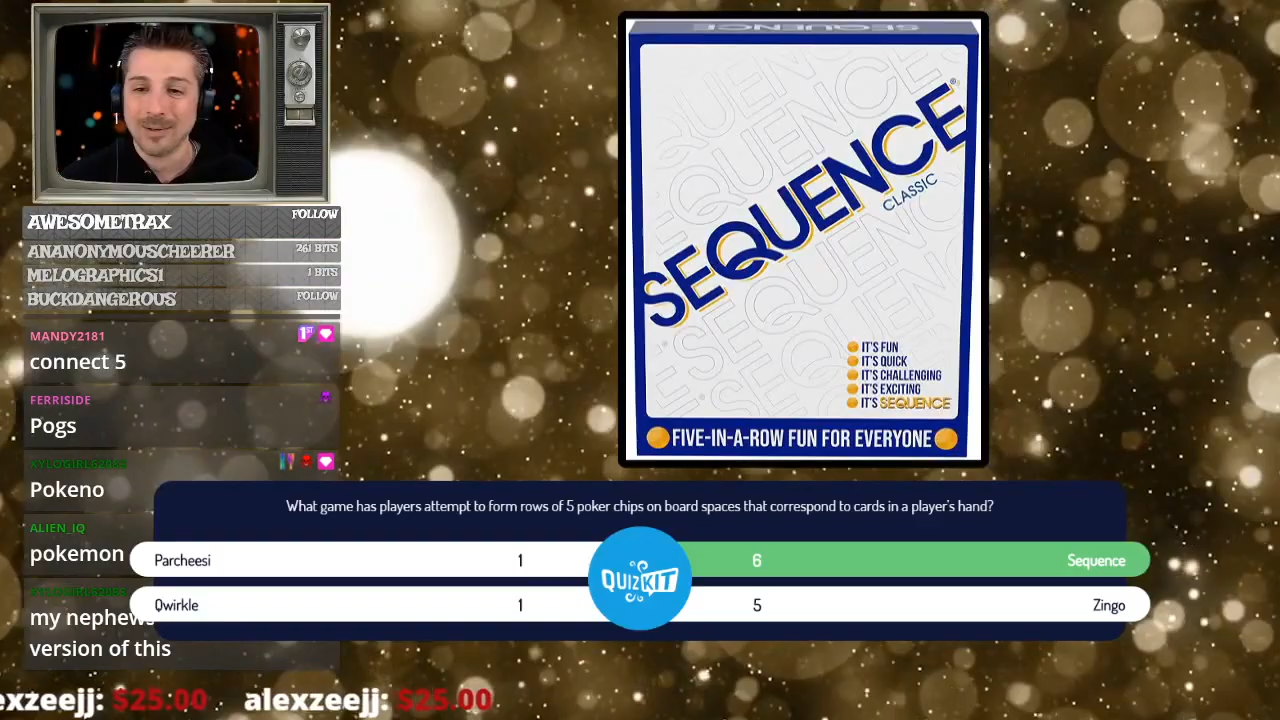 AWESOMETRAX FOLLOW
ANANONYMOUSCHEERER 261 BITS
MELOGRAPHICS1 1 BITS
BUCKDANGEROUS FOLLOW
MANDY2181
connect 5
FERRISIDE
Pogs
Pokeno
ALIEN_IQ
pokemon
my nephews
version of this
SEQUENCE
SEQUENCE®
CLASSIC
IT'S FUN
IT'S QUICK
IT'S CHALLENGING
IT'S EXCITING
IT'S SEQUENCE
FIVE-IN-A-ROW FUN FOR EVERYONE
What game has players attempt to form rows of 5 poker chips on board spaces that correspond to cards in a player's hand?
Parcheesi 1 6 Sequence
QUIZKIT
Qwirkle 1 5 Zingo
exzeejj: $25.00 alexzeejj: $25.00